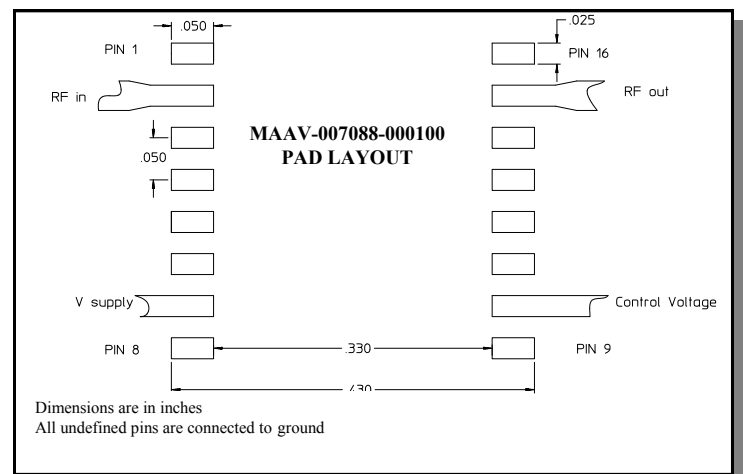 .050
.025
PIN 1
PIN 16
RF in
RF out
MAAV-007088-000100
PAD LAYOUT
.050
V supply
Control Voltage
PIN 8
.330
PIN 9
.430
Dimensions are in inches
All undefined pins are connected to ground